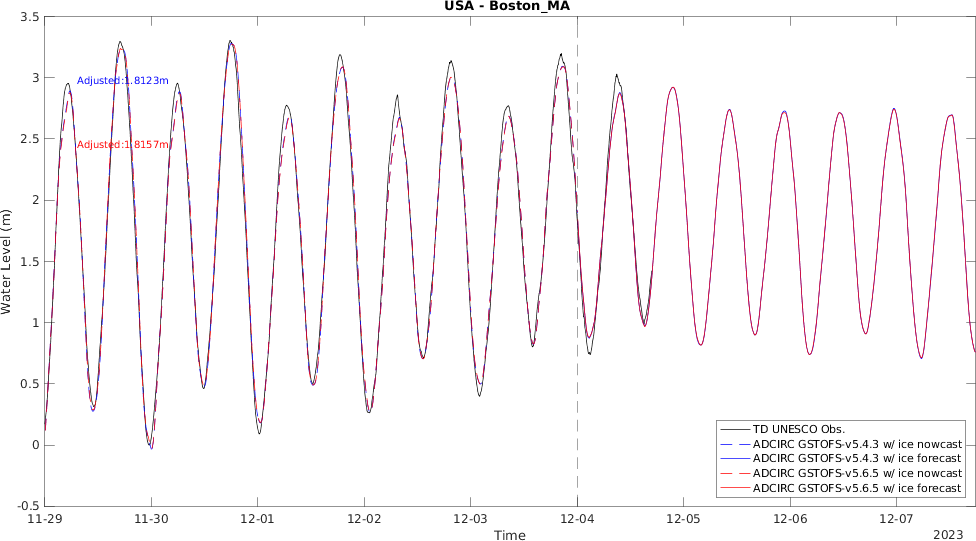 USA - Boston_MA
3.5
3
2.5
2
1.5
1
0.5
0
-0.5
Water Level (m)
Adjusted:1.8123m
Adjusted:1.8157m
TD UNESCO Obs.
ADCIRC GSTOFS-v5.4.3 w/ ice nowcast
ADCIRC GSTOFS-v5.4.3 w/ ice forecast
ADCIRC GSTOFS-v5.6.5 w/ ice nowcast
ADCIRC GSTOFS-v5.6.5 w/ ice forecast
11-29 11-30 12-01 12-02 12-03 12-04 12-05 12-06 12-07
Time
2023